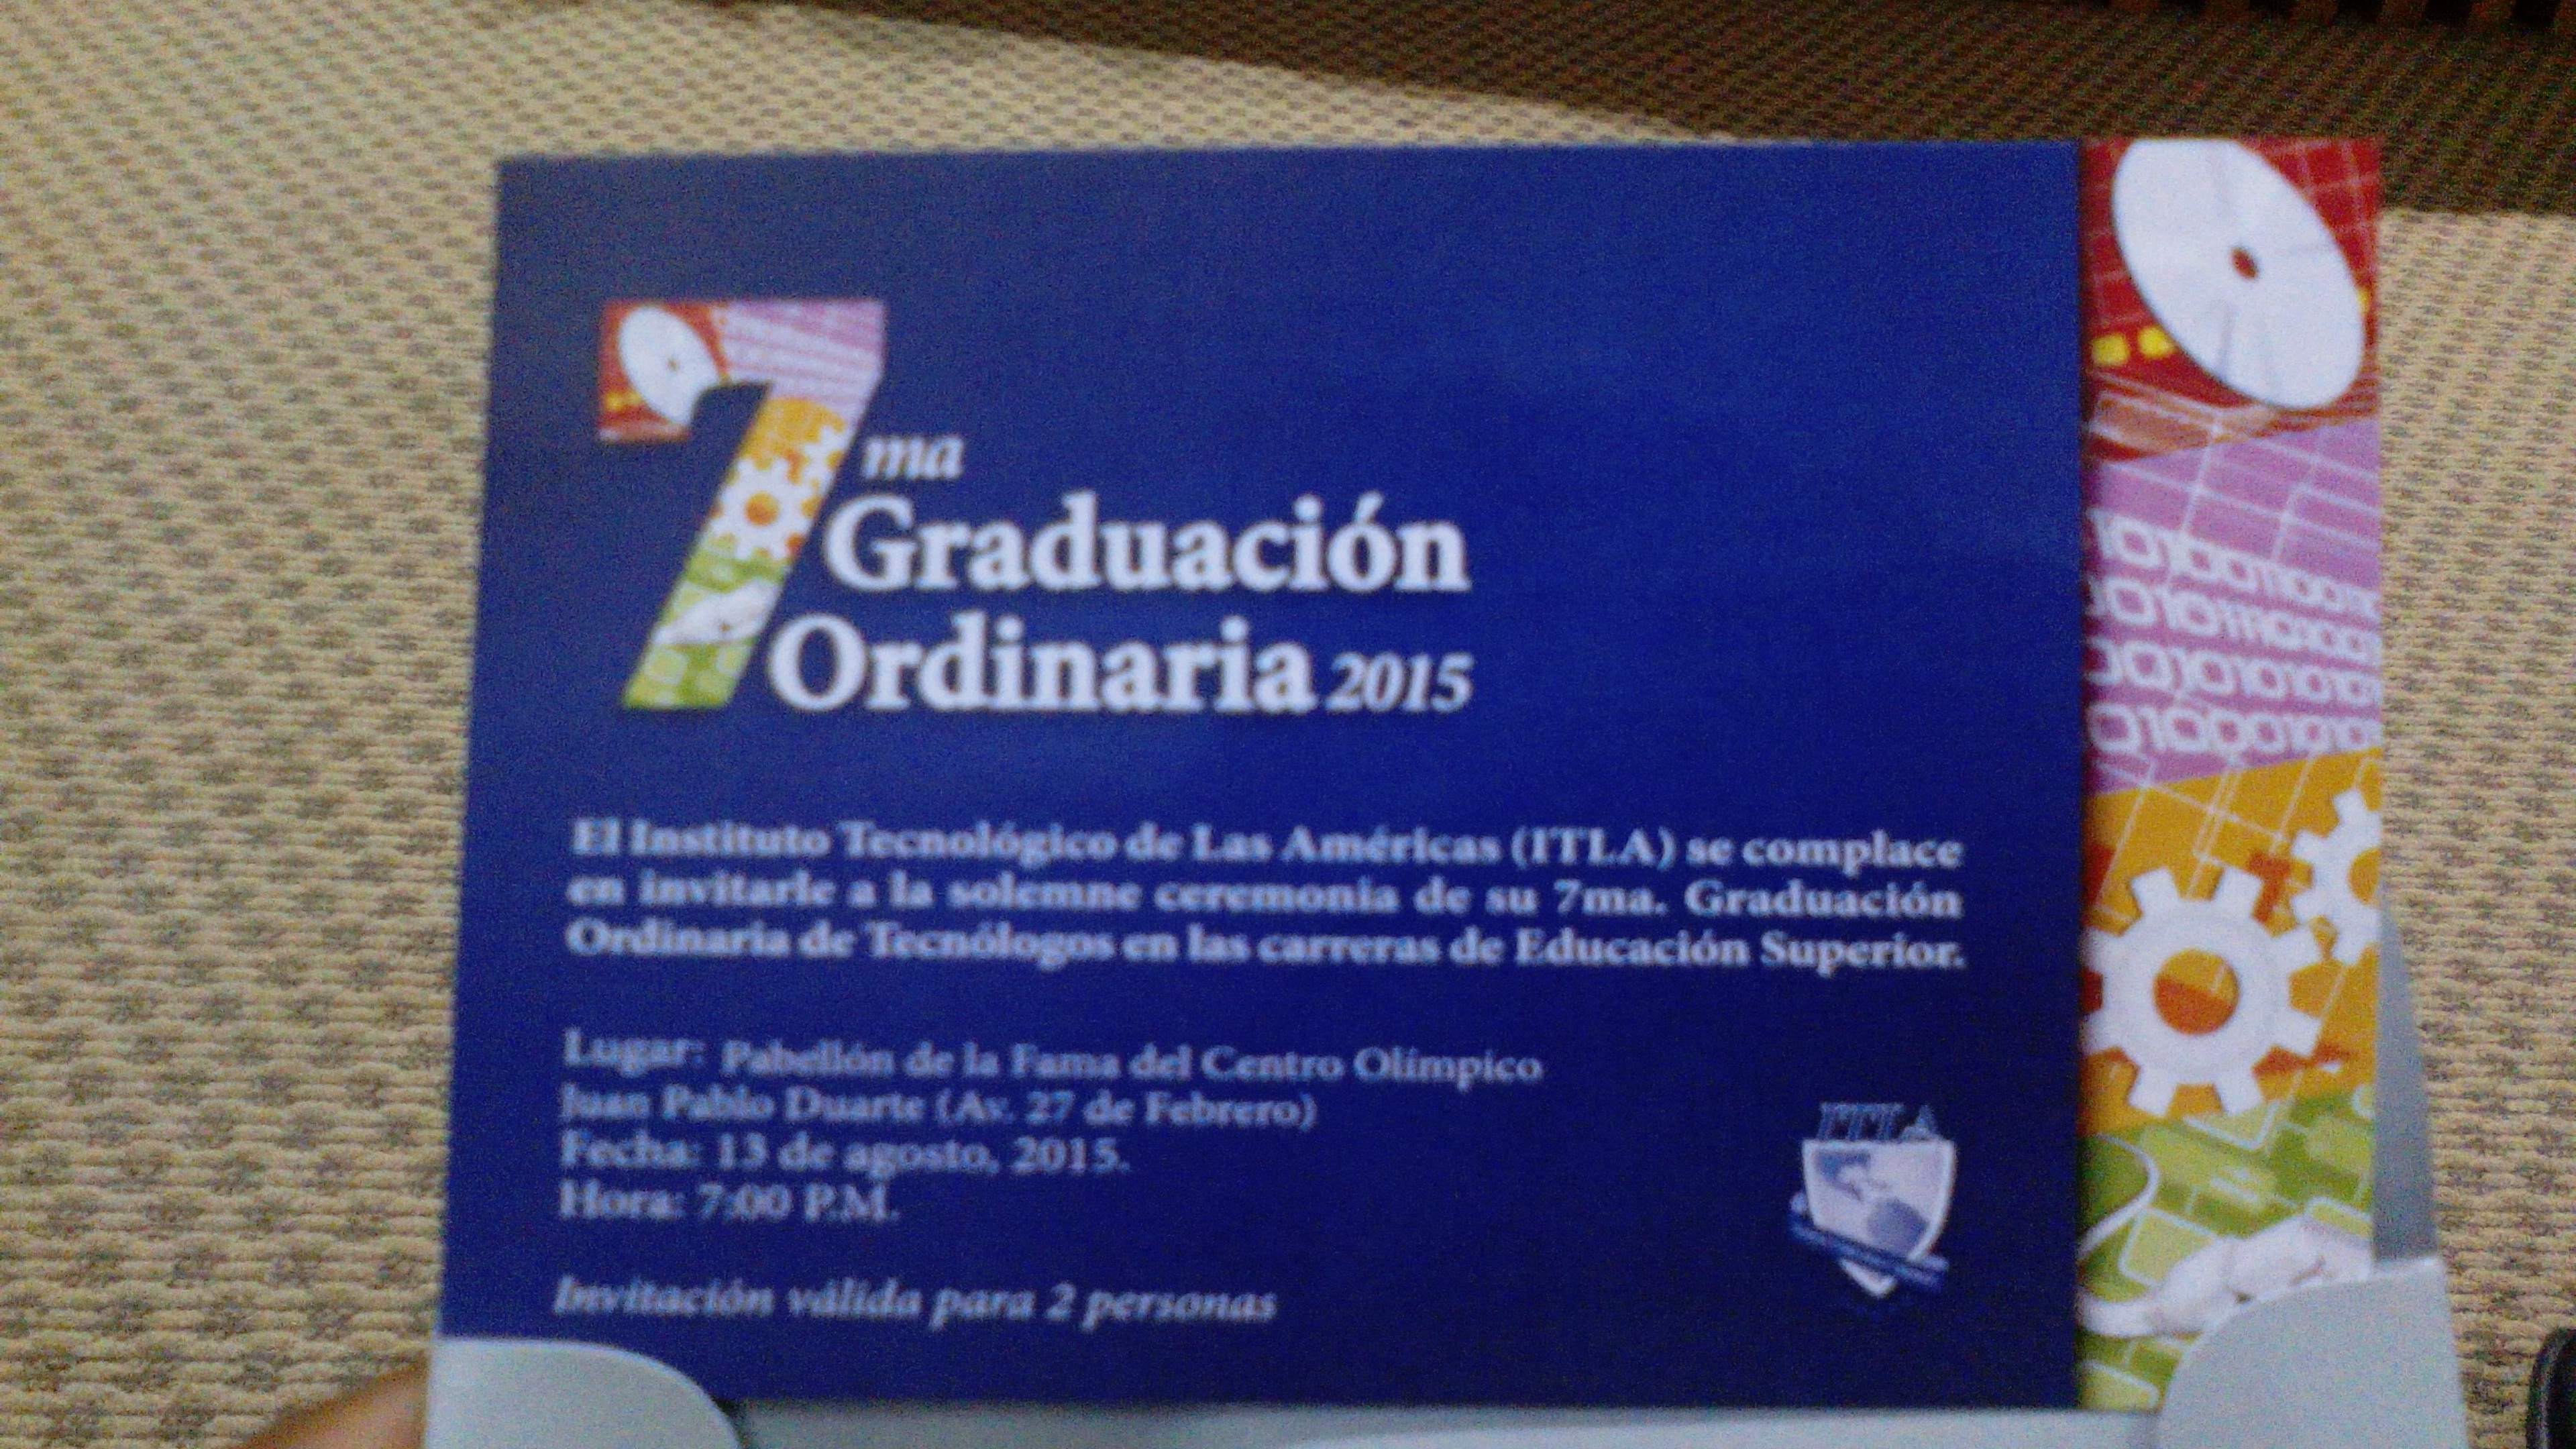 7ma
Graduación
Ordinaria 2015
El Instituto Tecnológico de Las Américas (ITLA) se complace
en invitarle a la solemne ceremonia de su 7ma. Graduación
Ordinaria de Tecnólogos en las carreras de Educación Superior.
Lugar: Pabellón de la Fama del Centro Olímpico
Juan Pablo Duarte (Av. 27 de Febrero)
Fecha: 13 de agosto, 2015.
Hora: 7:00 P.M.
Invitación válida para 2 personas
ITLA